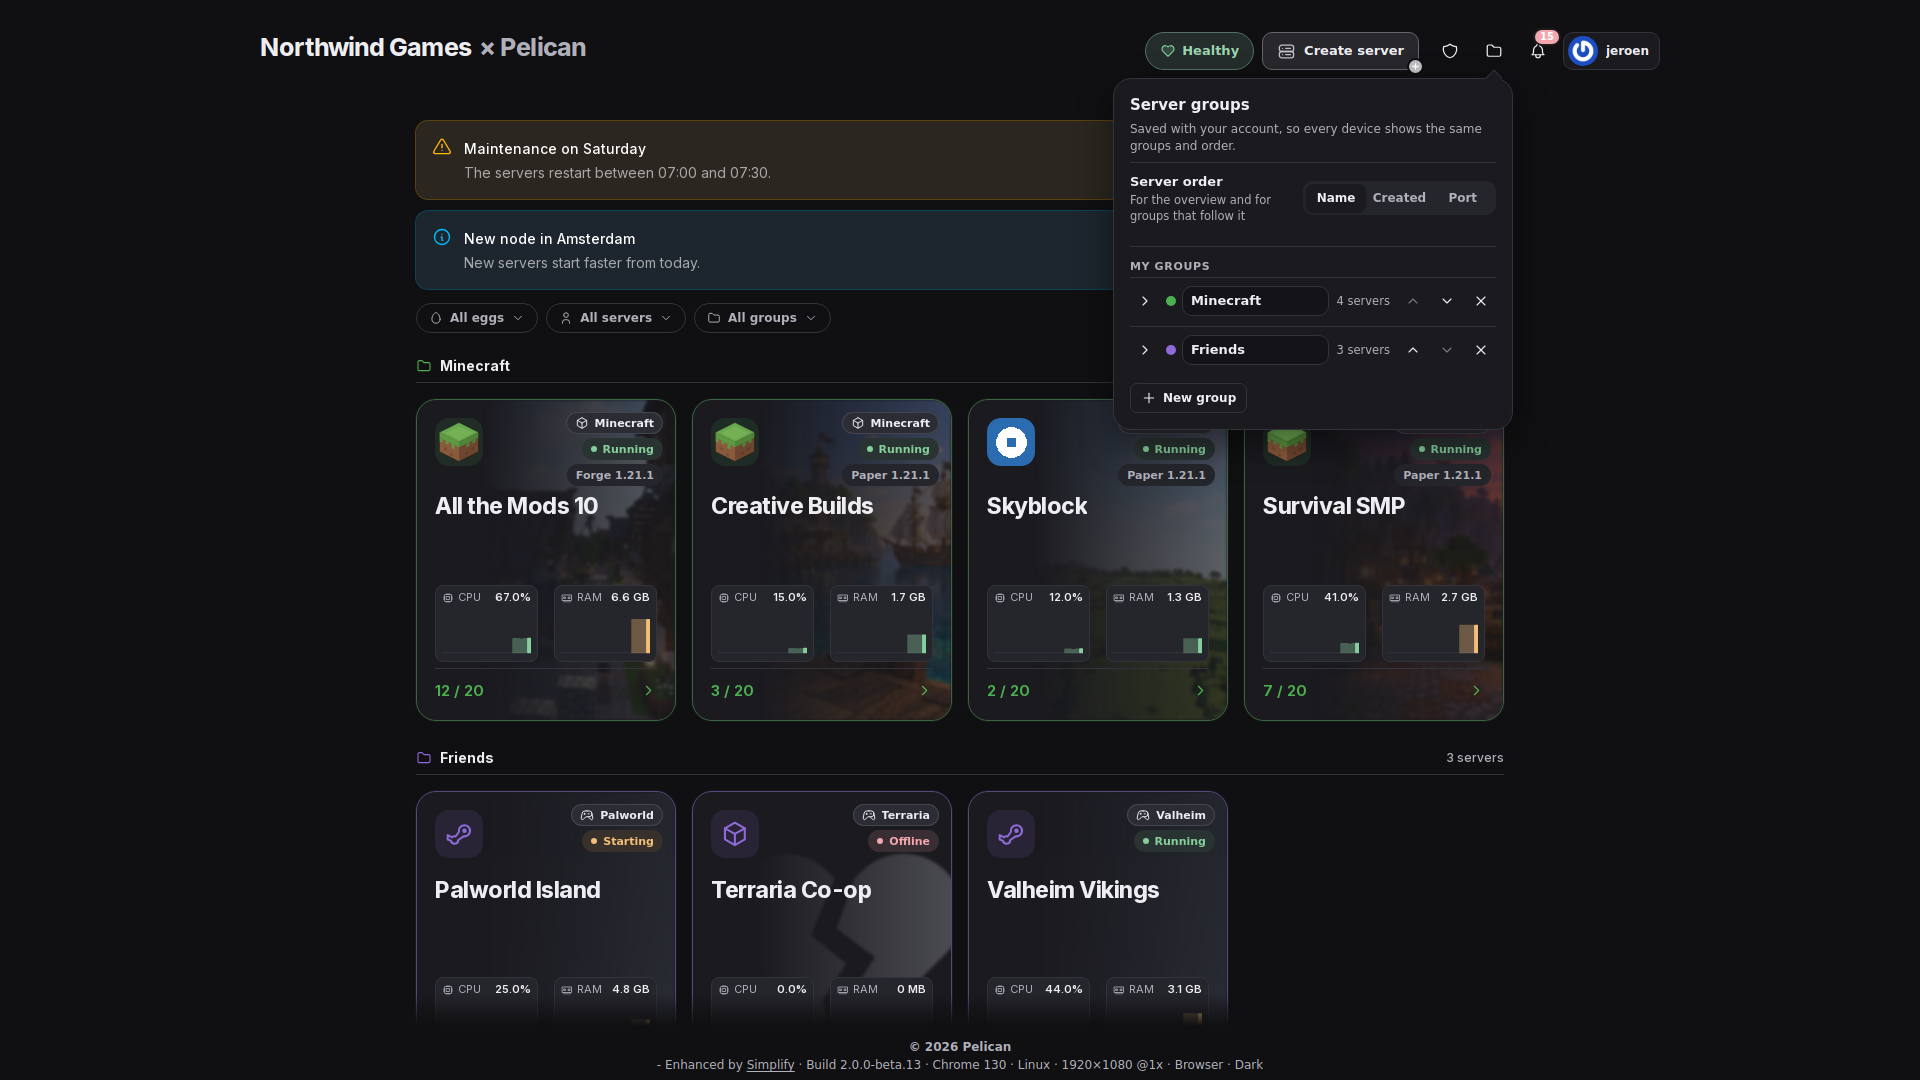 Northwind Games × Pelican
Healthy
Create server
15
jeroen
Server groups
Saved with your account, so every device shows the same
groups and order.
Server order
For the overview and for
groups that follow it
Name
Created
Port
MY GROUPS
Minecraft
4 servers
Friends
3 servers
New group
Maintenance on Saturday
The servers restart between 07:00 and 07:30.
New node in Amsterdam
New servers start faster from today.
All eggs
All servers
All groups
Minecraft
Minecraft
Running
Forge 1.21.1
All the Mods 10
CPU 67.0%
RAM 6.6 GB
12 / 20
Minecraft
Running
Paper 1.21.1
Creative Builds
CPU 15.0%
RAM 1.7 GB
3 / 20
Running
Paper 1.21.1
Skyblock
CPU 12.0%
RAM 1.3 GB
2 / 20
Running
Paper 1.21.1
Survival SMP
CPU 41.0%
RAM 2.7 GB
7 / 20
Friends
3 servers
Palworld
Starting
Palworld Island
CPU 25.0%
RAM 4.8 GB
Terraria
Offline
Terraria Co-op
CPU 0.0%
RAM 0 MB
Valheim
Running
Valheim Vikings
CPU 44.0%
RAM 3.1 GB
© 2026 Pelican
- Enhanced by Simplify · Build 2.0.0-beta.13 · Chrome 130 · Linux · 1920×1080 @1x · Browser · Dark